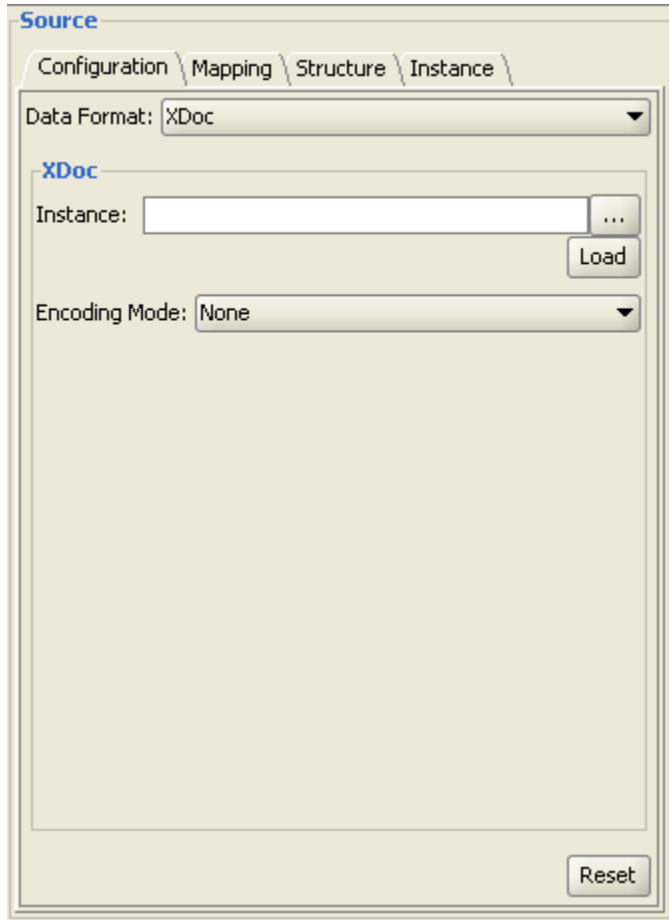 Source
Configuration Mapping Structure Instance
Data Format: XDoc
XDoc
Instance: ...
Load
Encoding Mode: None
Reset